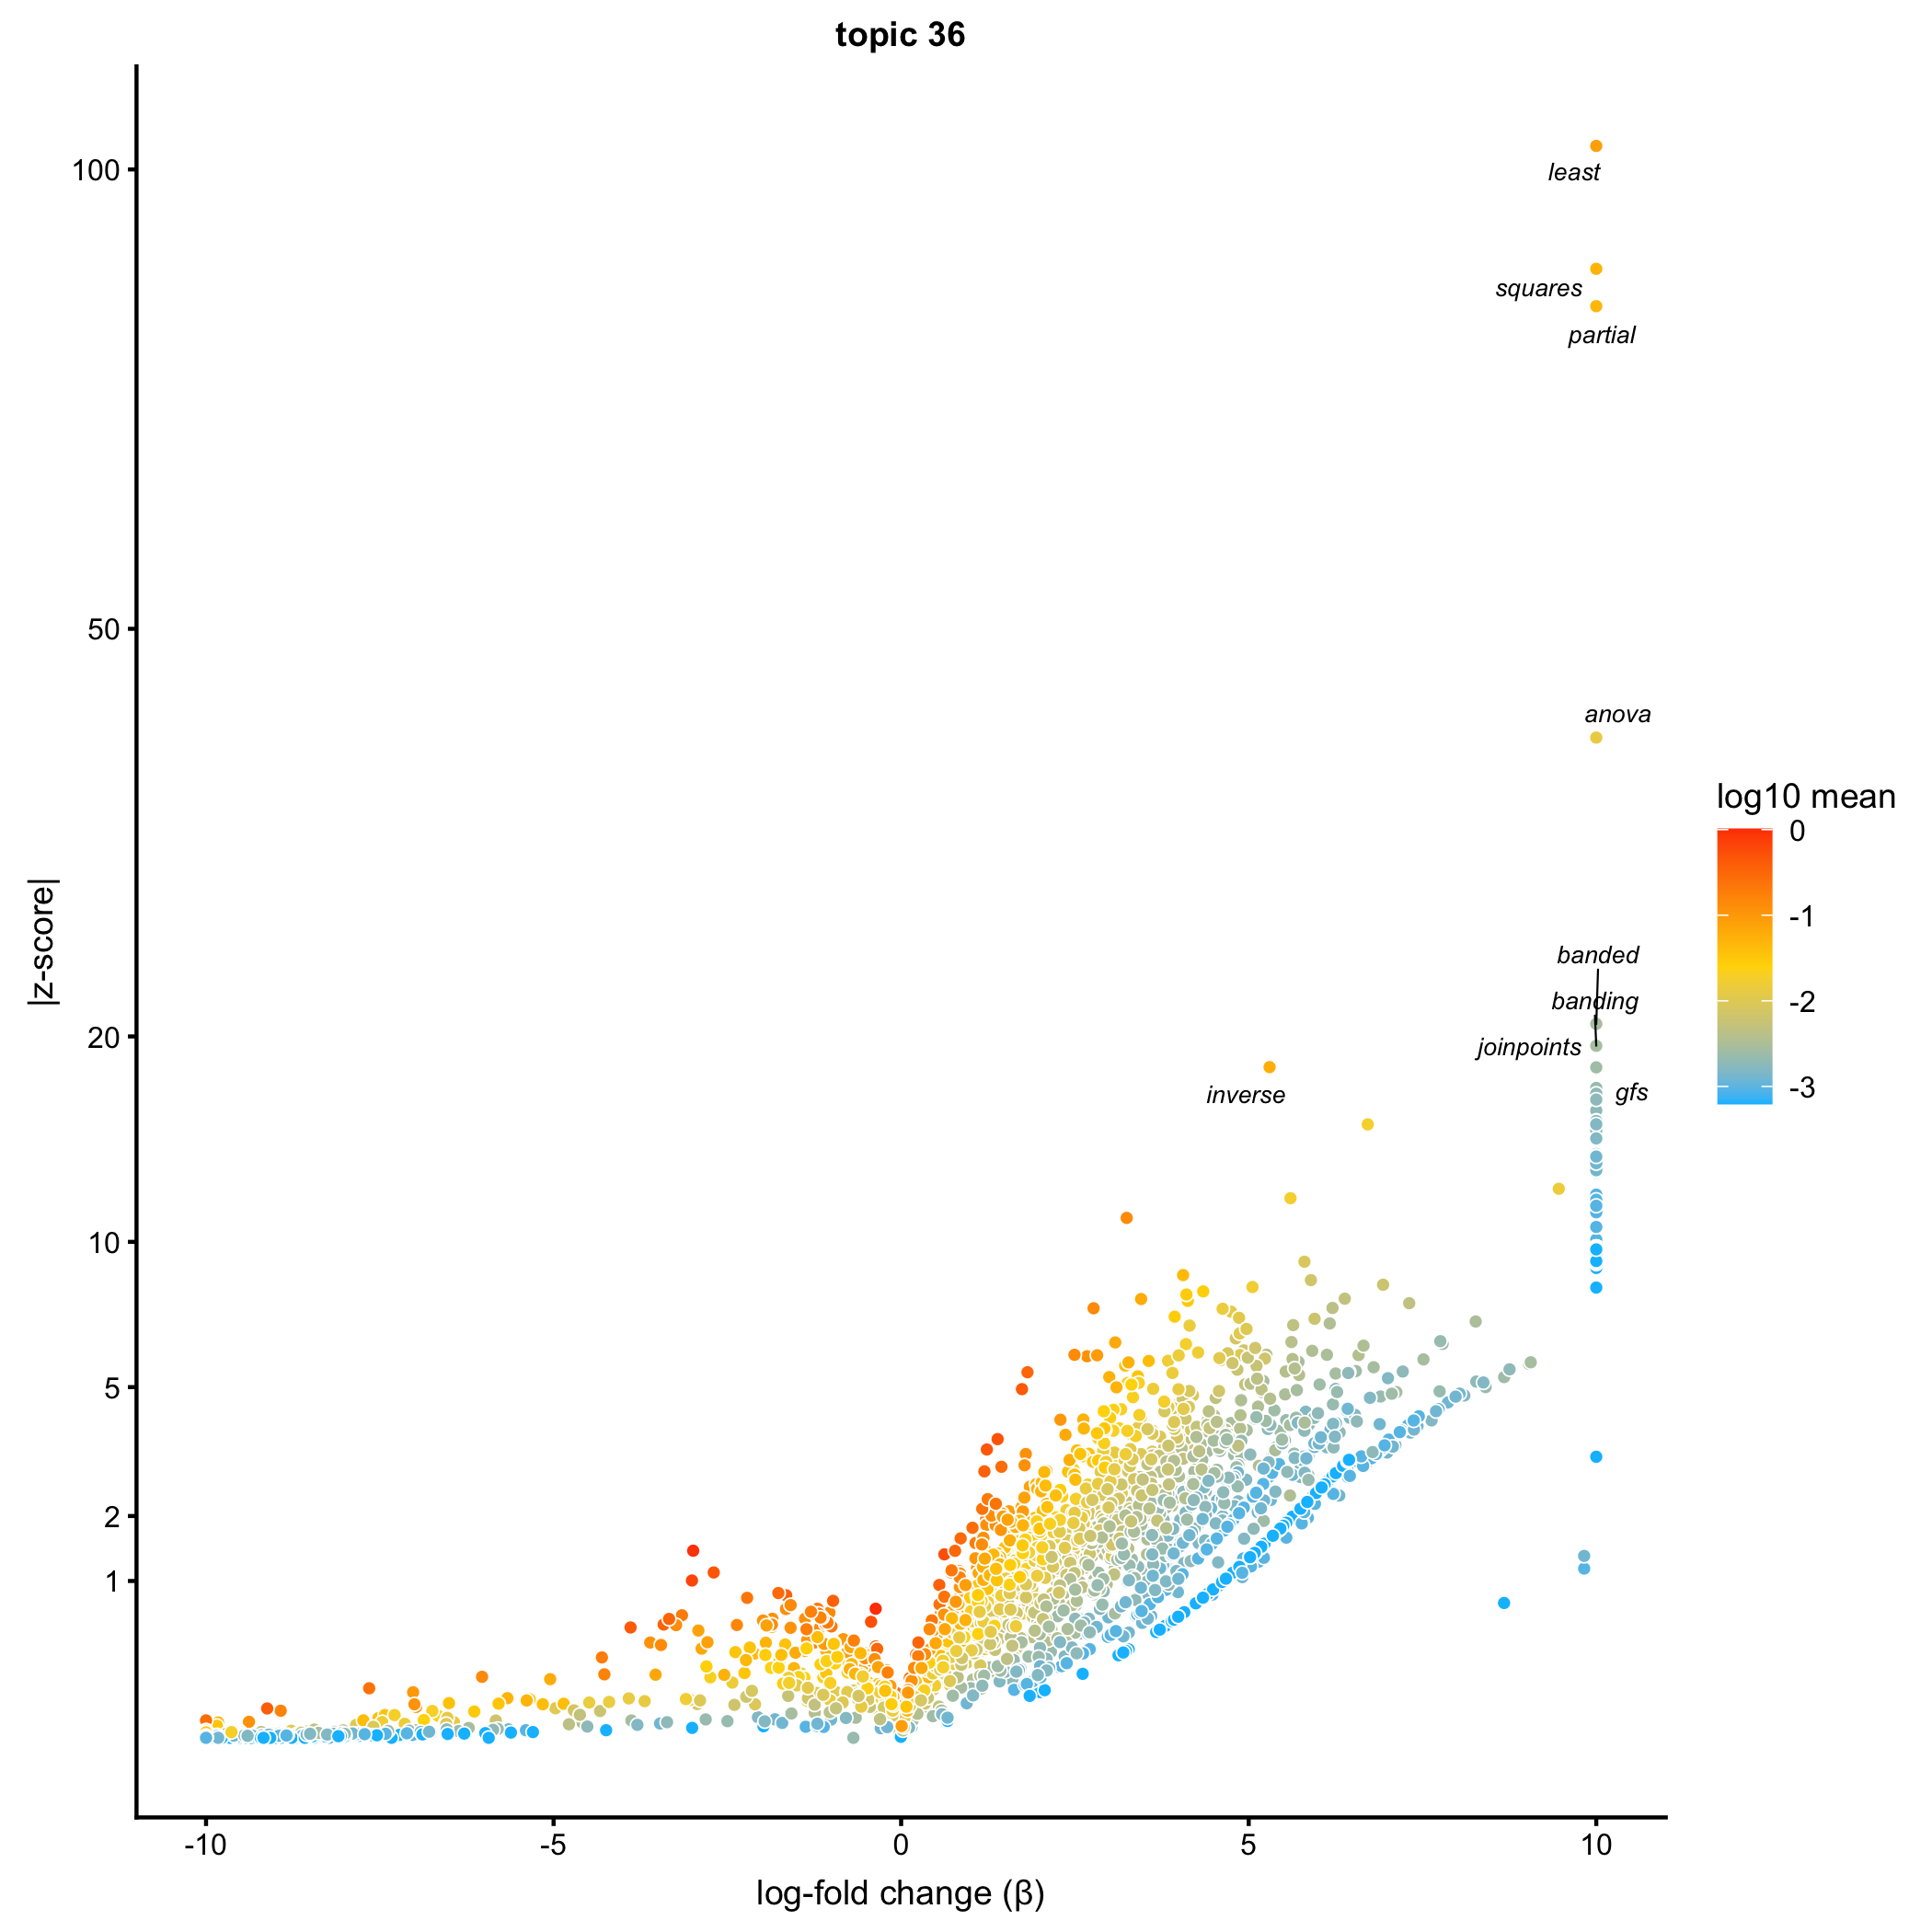 topic 36
100
least
squares
partial
50
anova
log10 mean
0
-1
-2
-3
|z-score|
banded
banding
20
joinpoints
gfs
inverse
10
5
2
1
-10
-5
0
5
10
log-fold change (β)